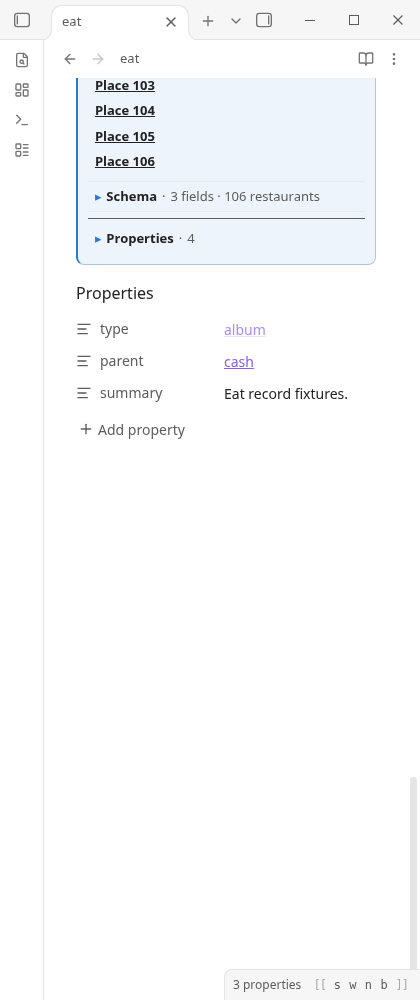 eat
eat
Place 103
Place 104
Place 105
Place 106
▸ Schema · 3 fields · 106 restaurants
▸ Properties · 4
Properties
type album
parent cash
summary Eat record fixtures.
+ Add property
3 properties [[ s w n b ]]